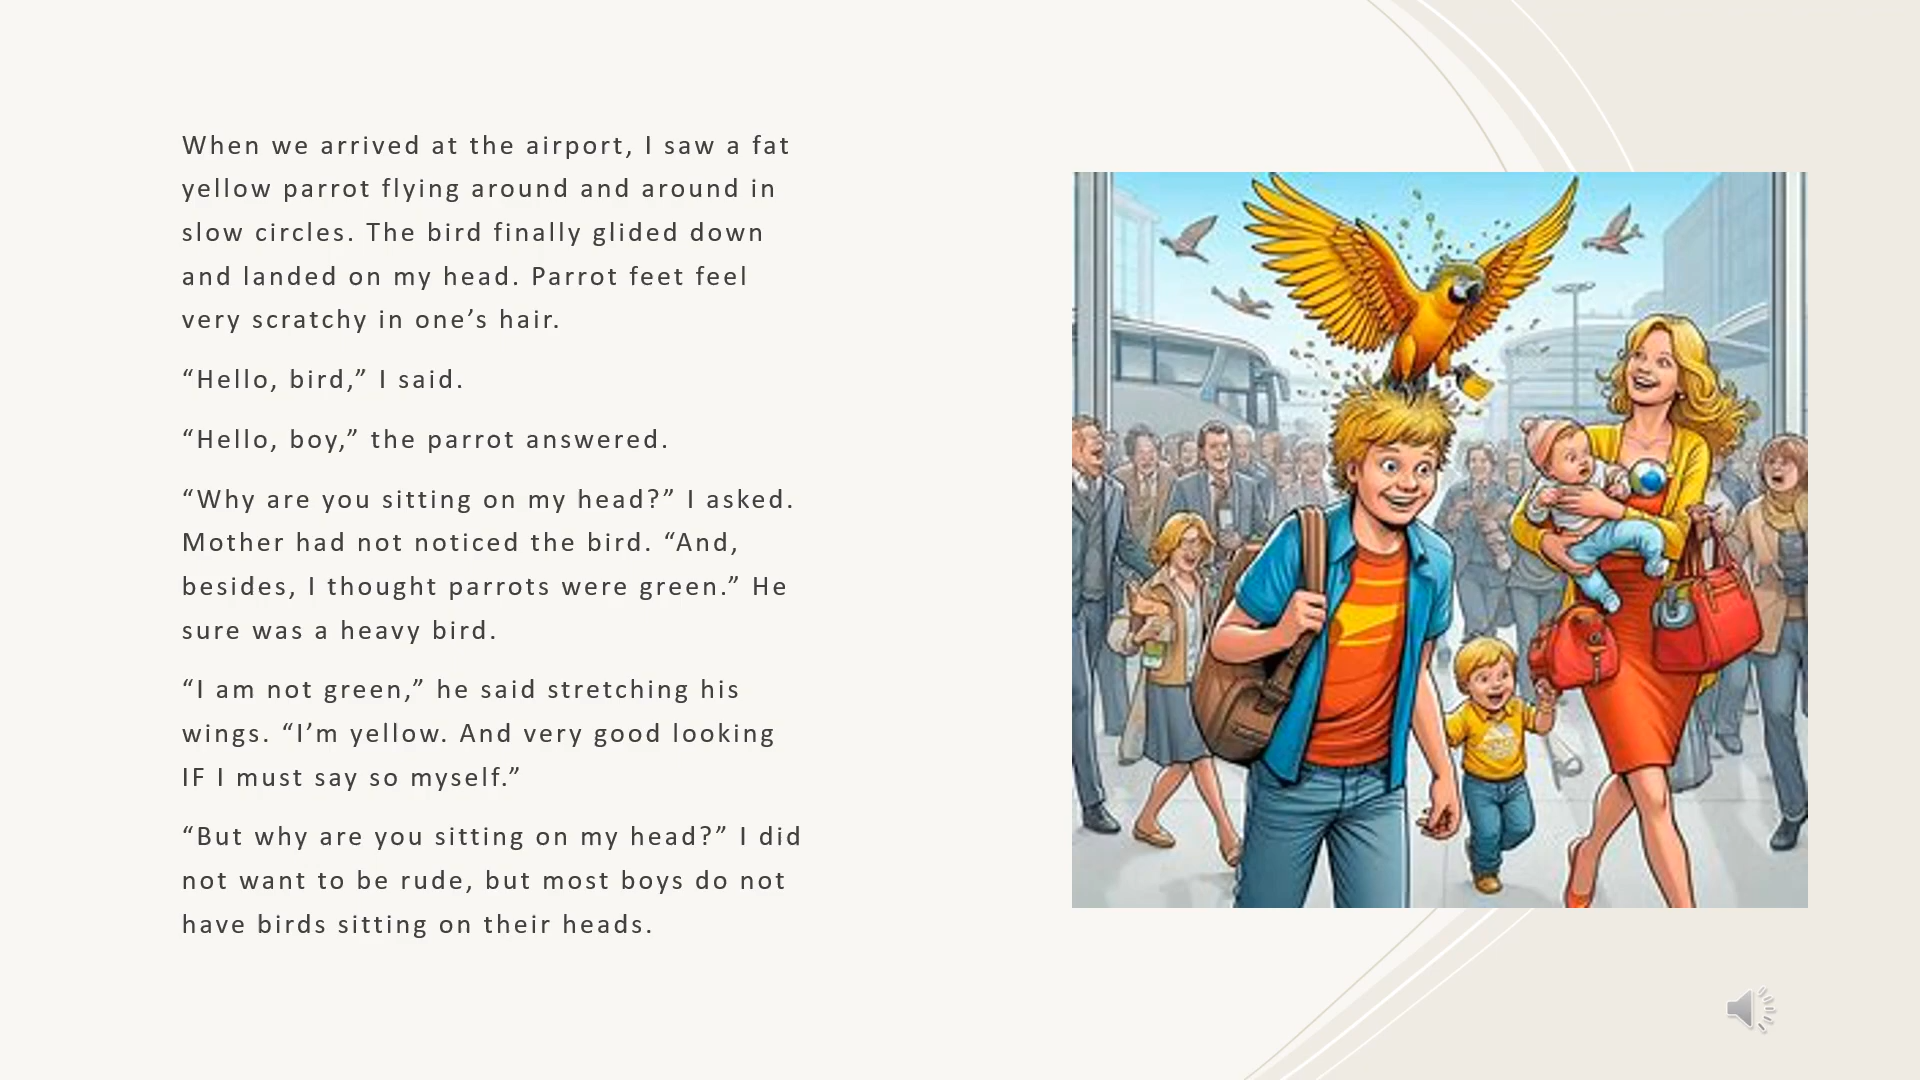 When we arrived at the airport, I saw a fat
yellow parrot flying around and around in
slow circles. The bird finally glided down
and landed on my head. Parrot feet feel
very scratchy in one’s hair.
“Hello, bird,” I said.
“Hello, boy,” the parrot answered.
“Why are you sitting on my head?” I asked.
Mother had not noticed the bird. “And,
besides, I thought parrots were green.” He
sure was a heavy bird.
“I am not green,” he said stretching his
wings. “I’m yellow. And very good looking
IF I must say so myself.”
“But why are you sitting on my head?” I did
not want to be rude, but most boys do not
have birds sitting on their heads.